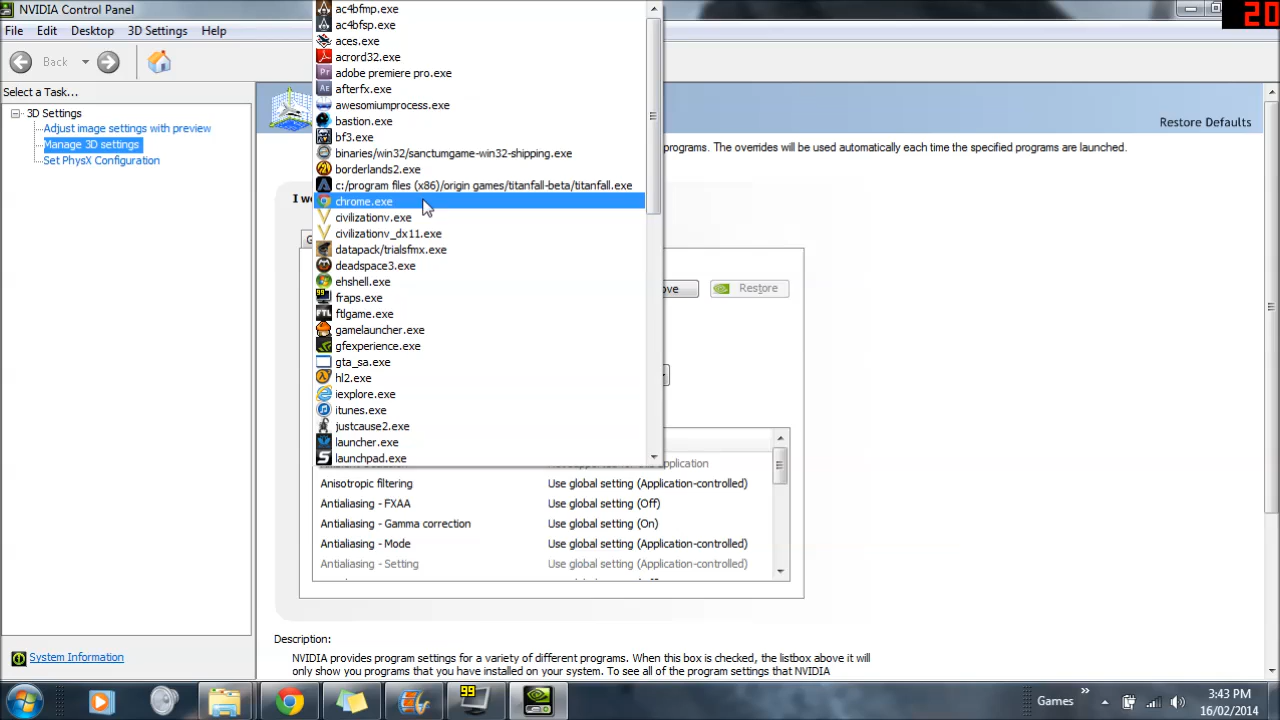 NVIDIA Control Panel
20
File Edit Desktop 3D Settings Help
Back
Select a Task...
3D Settings
Adjust image settings with preview
Manage 3D settings
Set PhysX Configuration
System Information
ac4bfmp.exe
ac4bfsp.exe
aces.exe
acrord32.exe
adobe premiere pro.exe
afterfx.exe
awesomiumprocess.exe
bastion.exe
bf3.exe
binaries/win32/sanctumgame-win32-shipping.exe
borderlands2.exe
c:/program files (x86)/origin games/titanfall-beta/titanfall.exe
chrome.exe
civilizationv.exe
civilizationv_dx11.exe
datapack/trialsfmx.exe
deadspace3.exe
ehshell.exe
fraps.exe
ftlgame.exe
gamelauncher.exe
gfexperience.exe
gta_sa.exe
hl2.exe
iexplore.exe
itunes.exe
justcause2.exe
launcher.exe
launchpad.exe
Restore Defaults
programs. The overrides will be used automatically each time the specified programs are launched.
Restore
Anisotropic filtering Use global setting (Application-controlled)
Antialiasing - FXAA Use global setting (Off)
Antialiasing - Gamma correction Use global setting (On)
Antialiasing - Mode Use global setting (Application-controlled)
Antialiasing - Setting Use global setting (Application-controlled)
Description:
NVIDIA provides program settings for a variety of different programs. When this box is checked, the listbox above it will
only show you programs that you have installed on your system. To see all of the program settings that NVIDIA
99
Games
3:43 PM
16/02/2014